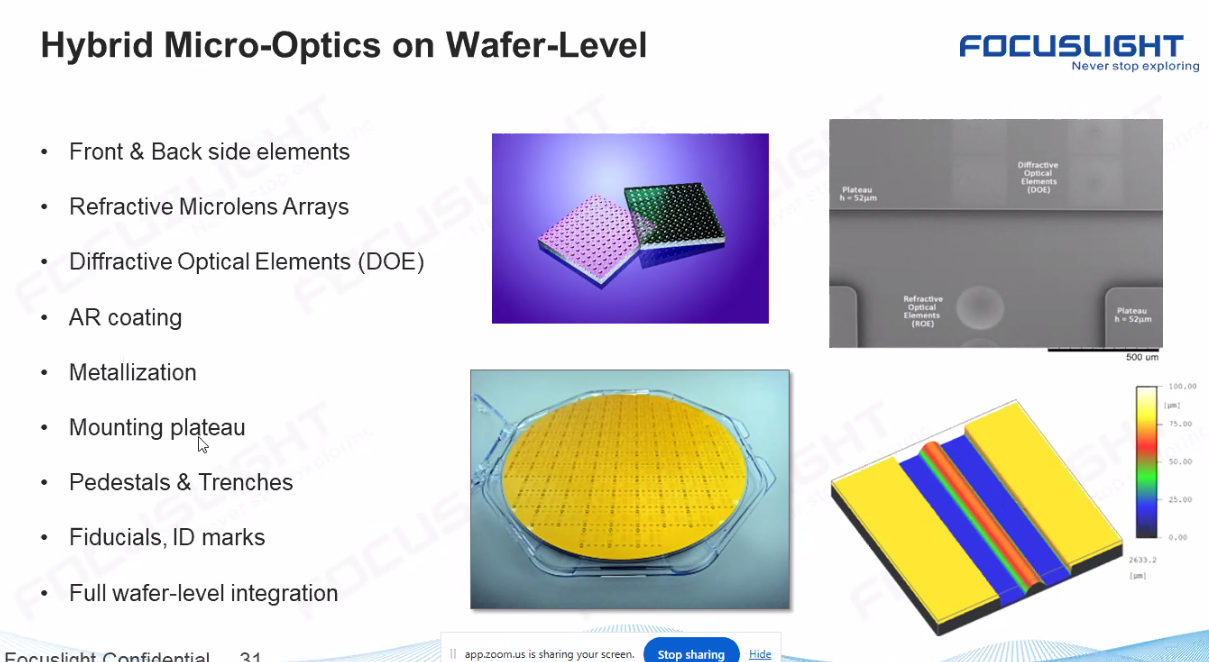 Hybrid Micro-Optics on Wafer-Level
FOCUSLIGHT
Never stop exploring
• Front & Back side elements
• Refractive Microlens Arrays
• Diffractive Optical Elements (DOE)
• AR coating
• Metallization
• Mounting plateau
• Pedestals & Trenches
• Fiducials, ID marks
• Full wafer-level integration
Diffractive
Optical
Elements
(DOE)
Plateau
h = 52µm
Refractive
Optical
Elements
(ROE)
Plateau
h = 52µm
500 um
100.00
[µm]
75.00
50.00
25.00
0.00
2633.2
[µm]
Focuslight Confidential 31
app.zoom.us is sharing your screen.
Stop sharing
Hide